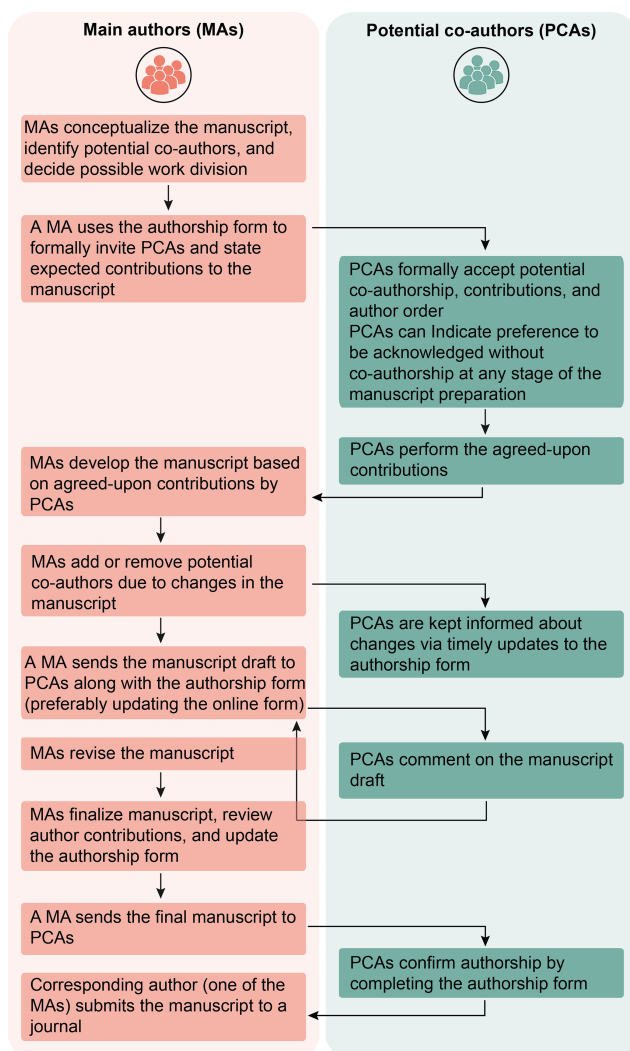 Main authors (MAs)
Potential co-authors (PCAs)
MAs conceptualize the manuscript,
identify potential co-authors, and
decide possible work division
A MA uses the authorship form to
formally invite PCAs and state
expected contributions to the
manuscript
PCAs formally accept potential
co-authorship, contributions, and
author order
PCAs can Indicate preference to
be acknowledged without
co-authorship at any stage of the
manuscript preparation
PCAs perform the agreed-upon
contributions
MAs develop the manuscript based
on agreed-upon contributions by
PCAs
MAs add or remove potential
co-authors due to changes in the
manuscript
PCAs are kept informed about
changes via timely updates to the
authorship form
A MA sends the manuscript draft to
PCAs along with the authorship form
(preferably updating the online form)
PCAs comment on the manuscript
draft
MAs revise the manuscript
MAs finalize manuscript, review
author contributions, and update
the authorship form
A MA sends the final manuscript to
PCAs
PCAs confirm authorship by
completing the authorship form
Corresponding author (one of the
MAs) submits the manuscript to a
journal